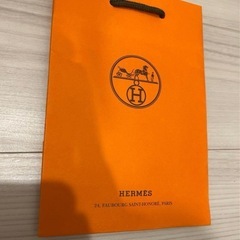 H
HERMÈS
24, FAUBOURG SAINT-HONORÉ, PARIS